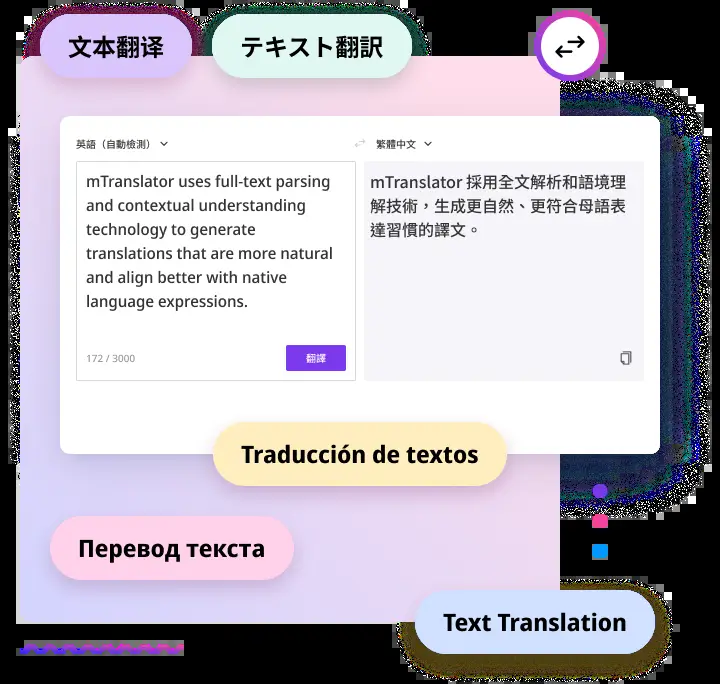 文本翻译
テキスト翻訳
英語（自動檢測）
繁體中文
mTranslator uses full-text parsing
and contextual understanding
technology to generate
translations that are more natural
and align better with native
language expressions.
172 / 3000
翻譯
mTranslator 採用全文解析和語境理
解技術，生成更自然、更符合母語表
達習慣的譯文。
Traducción de textos
Перевод текста
Text Translation